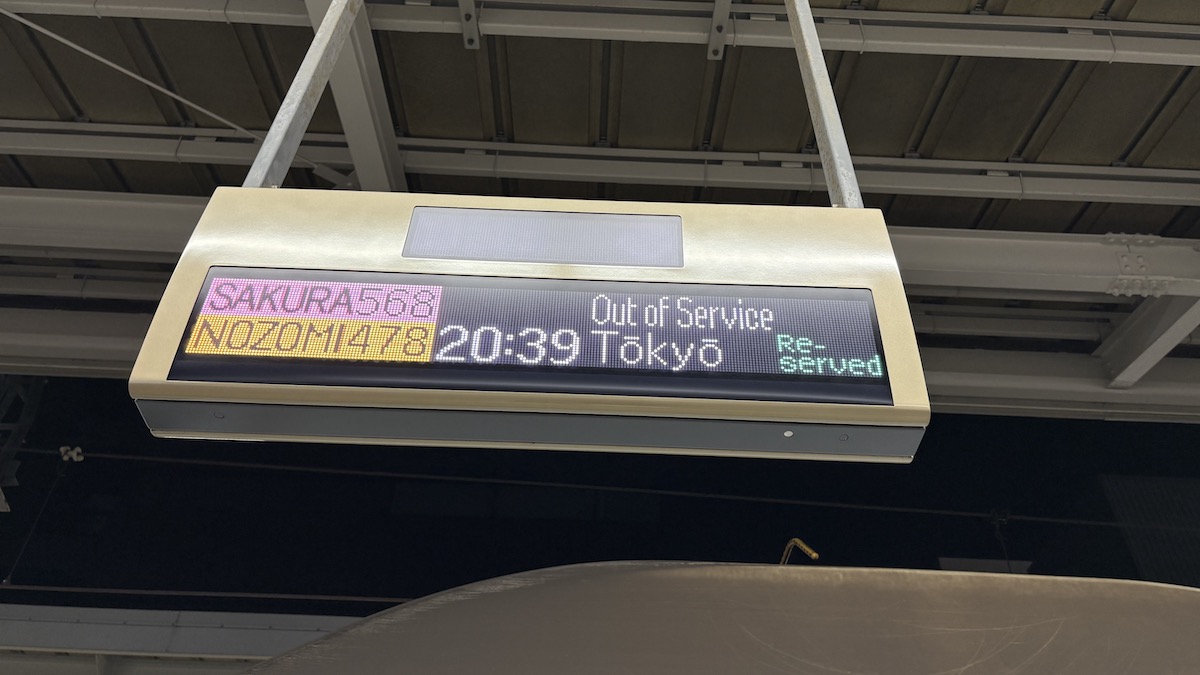 SAKURA568 Out of Service
NOZOMI478 20:39 Tōkyō Re-
served